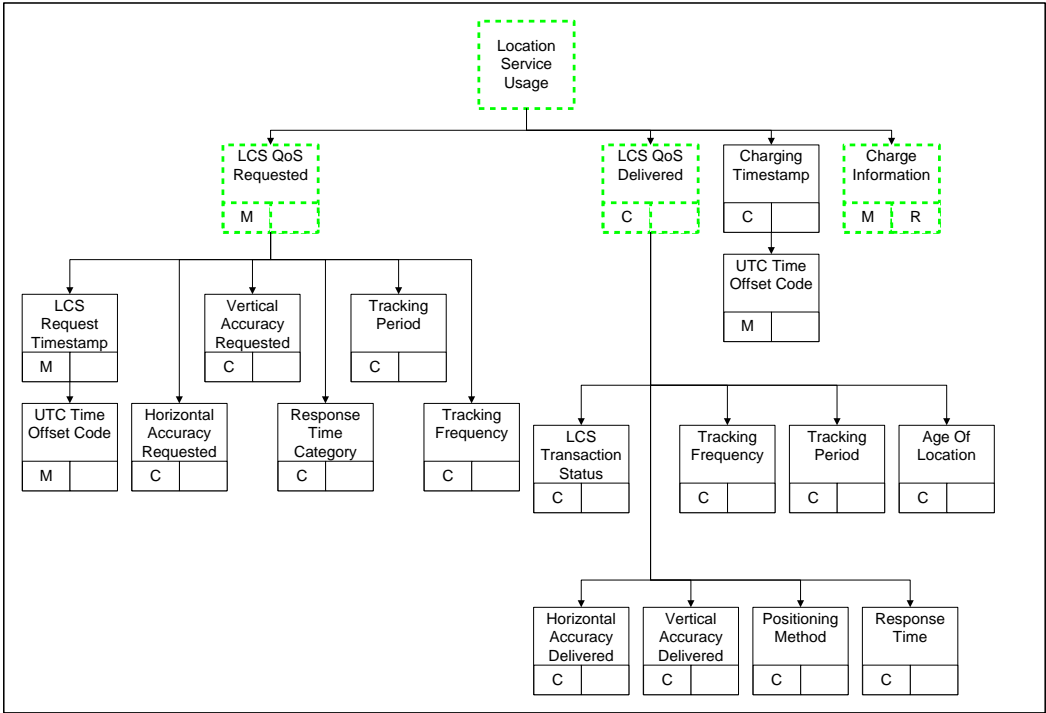 Location
Service
Usage
LCS QoS
Requested
M
LCS QoS
Delivered
C
Charging
Timestamp
C
Charge
Information
M R
UTC Time
Offset Code
M
LCS
Request
Timestamp
M
Vertical
Accuracy
Requested
C
Tracking
Period
C
UTC Time
Offset Code
M
Horizontal
Accuracy
Requested
C
Response
Time
Category
C
Tracking
Frequency
C
LCS
Transaction
Status
C
Tracking
Frequency
C
Tracking
Period
C
Age Of
Location
C
Horizontal
Accuracy
Delivered
C
Vertical
Accuracy
Delivered
C
Positioning
Method
C
Response
Time
C